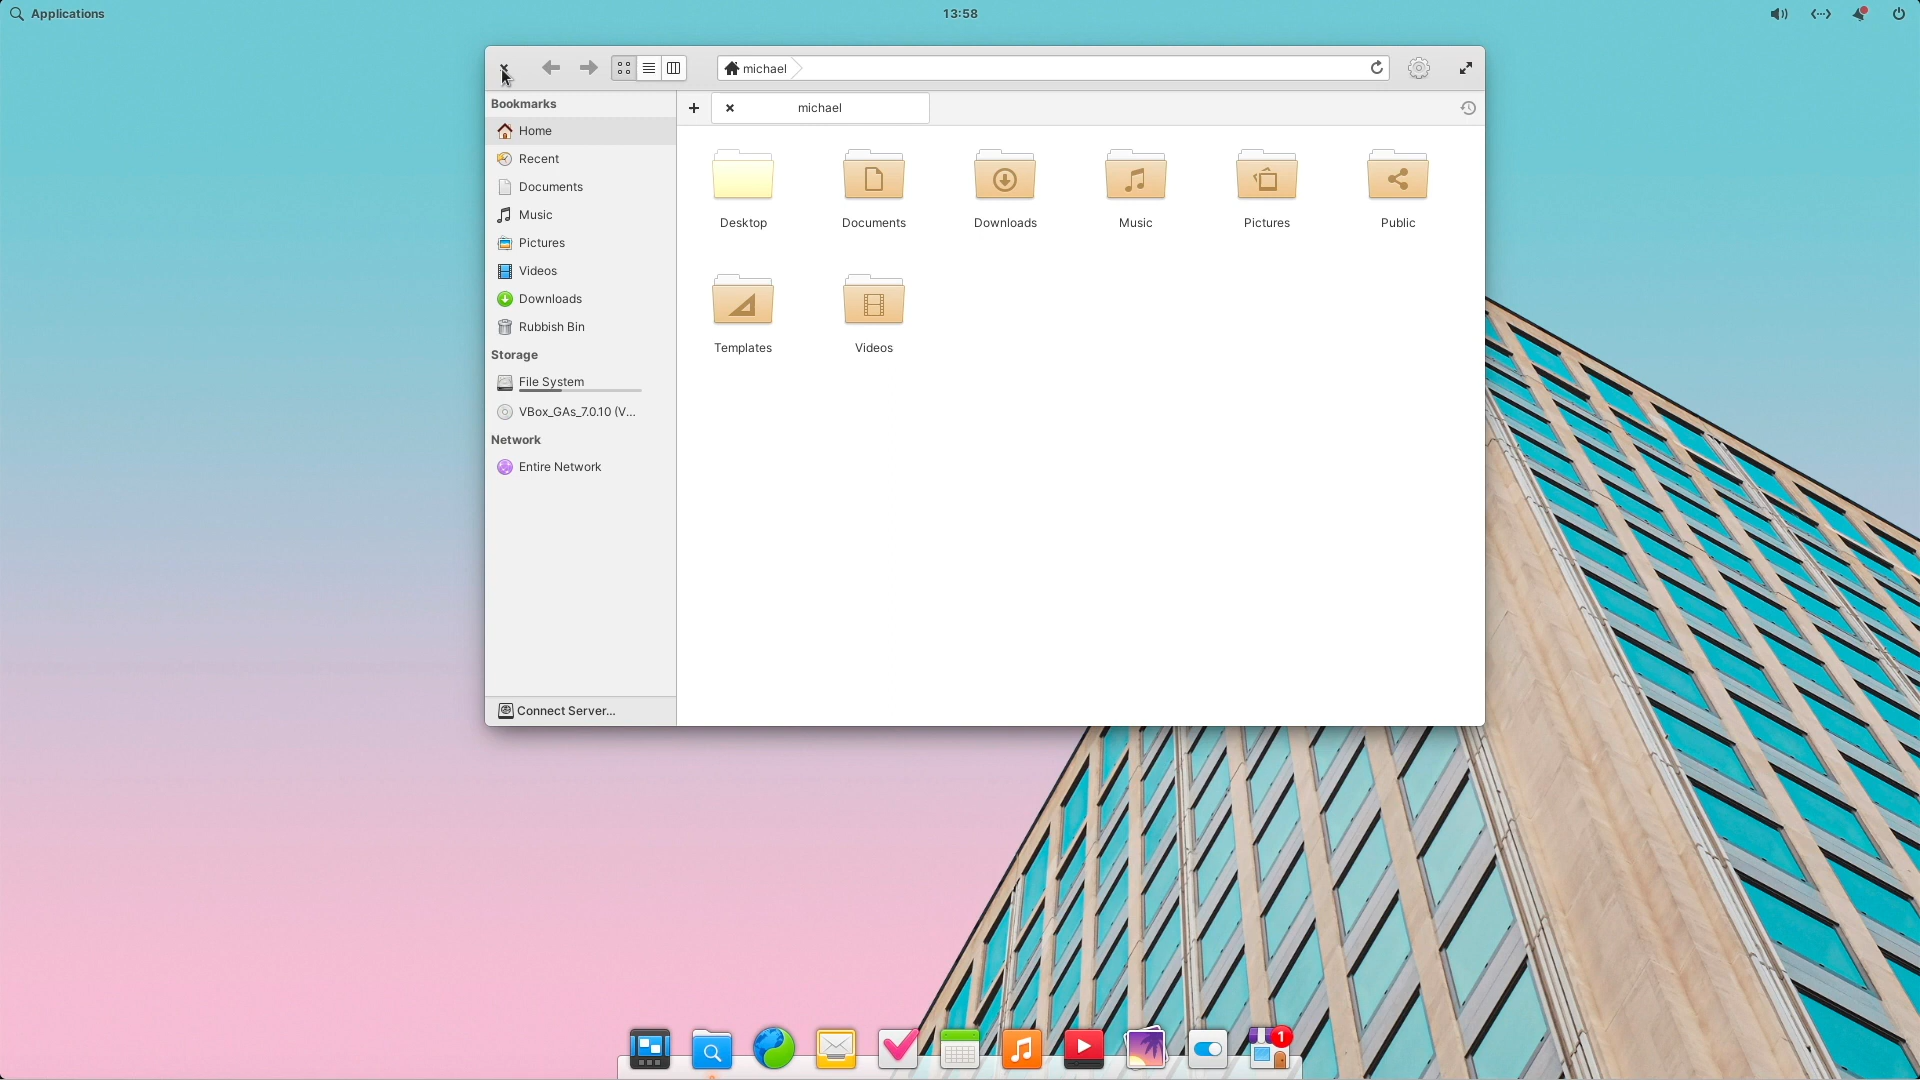 Applications
13:58
michael
Bookmarks
Home
Recent
Documents
Music
Pictures
Videos
Downloads
Rubbish Bin
Storage
File System
VBox_GAs_7.0.10 (V...
Network
Entire Network
Connect Server...
michael
Desktop
Documents
Downloads
Music
Pictures
Public
Templates
Videos
1